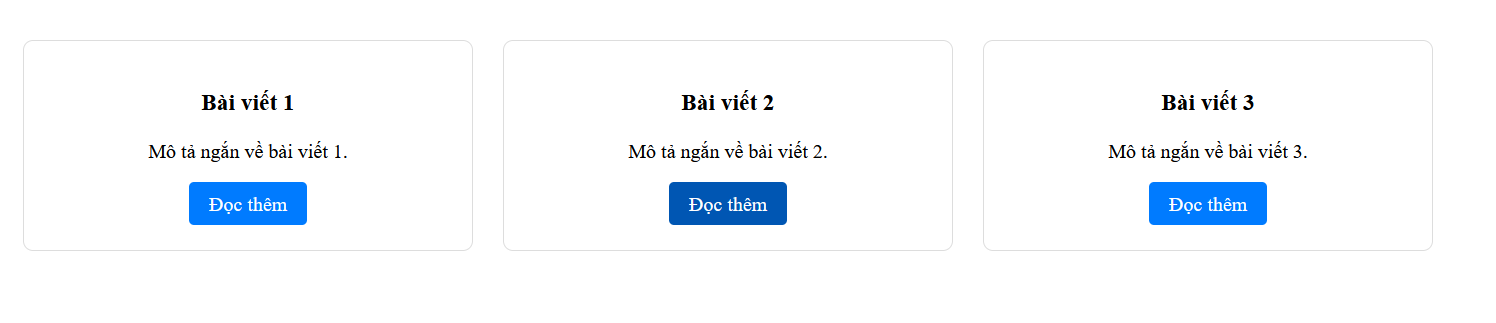 Bài viết 1
Mô tả ngắn về bài viết 1.
Đọc thêm
Bài viết 2
Mô tả ngắn về bài viết 2.
Đọc thêm
Bài viết 3
Mô tả ngắn về bài viết 3.
Đọc thêm